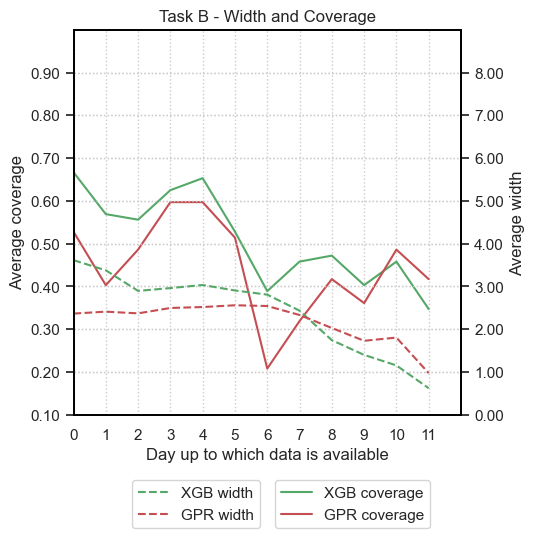 Task B - Width and Coverage
Average coverage
0.90
0.80
0.70
0.60
0.50
0.40
0.30
0.20
0.10
8.00
7.00
6.00
5.00
4.00
3.00
2.00
1.00
0.00
Average width
0 1 2 3 4 5 6 7 8 9 10 11
Day up to which data is available
XGB width
GPR width
XGB coverage
GPR coverage